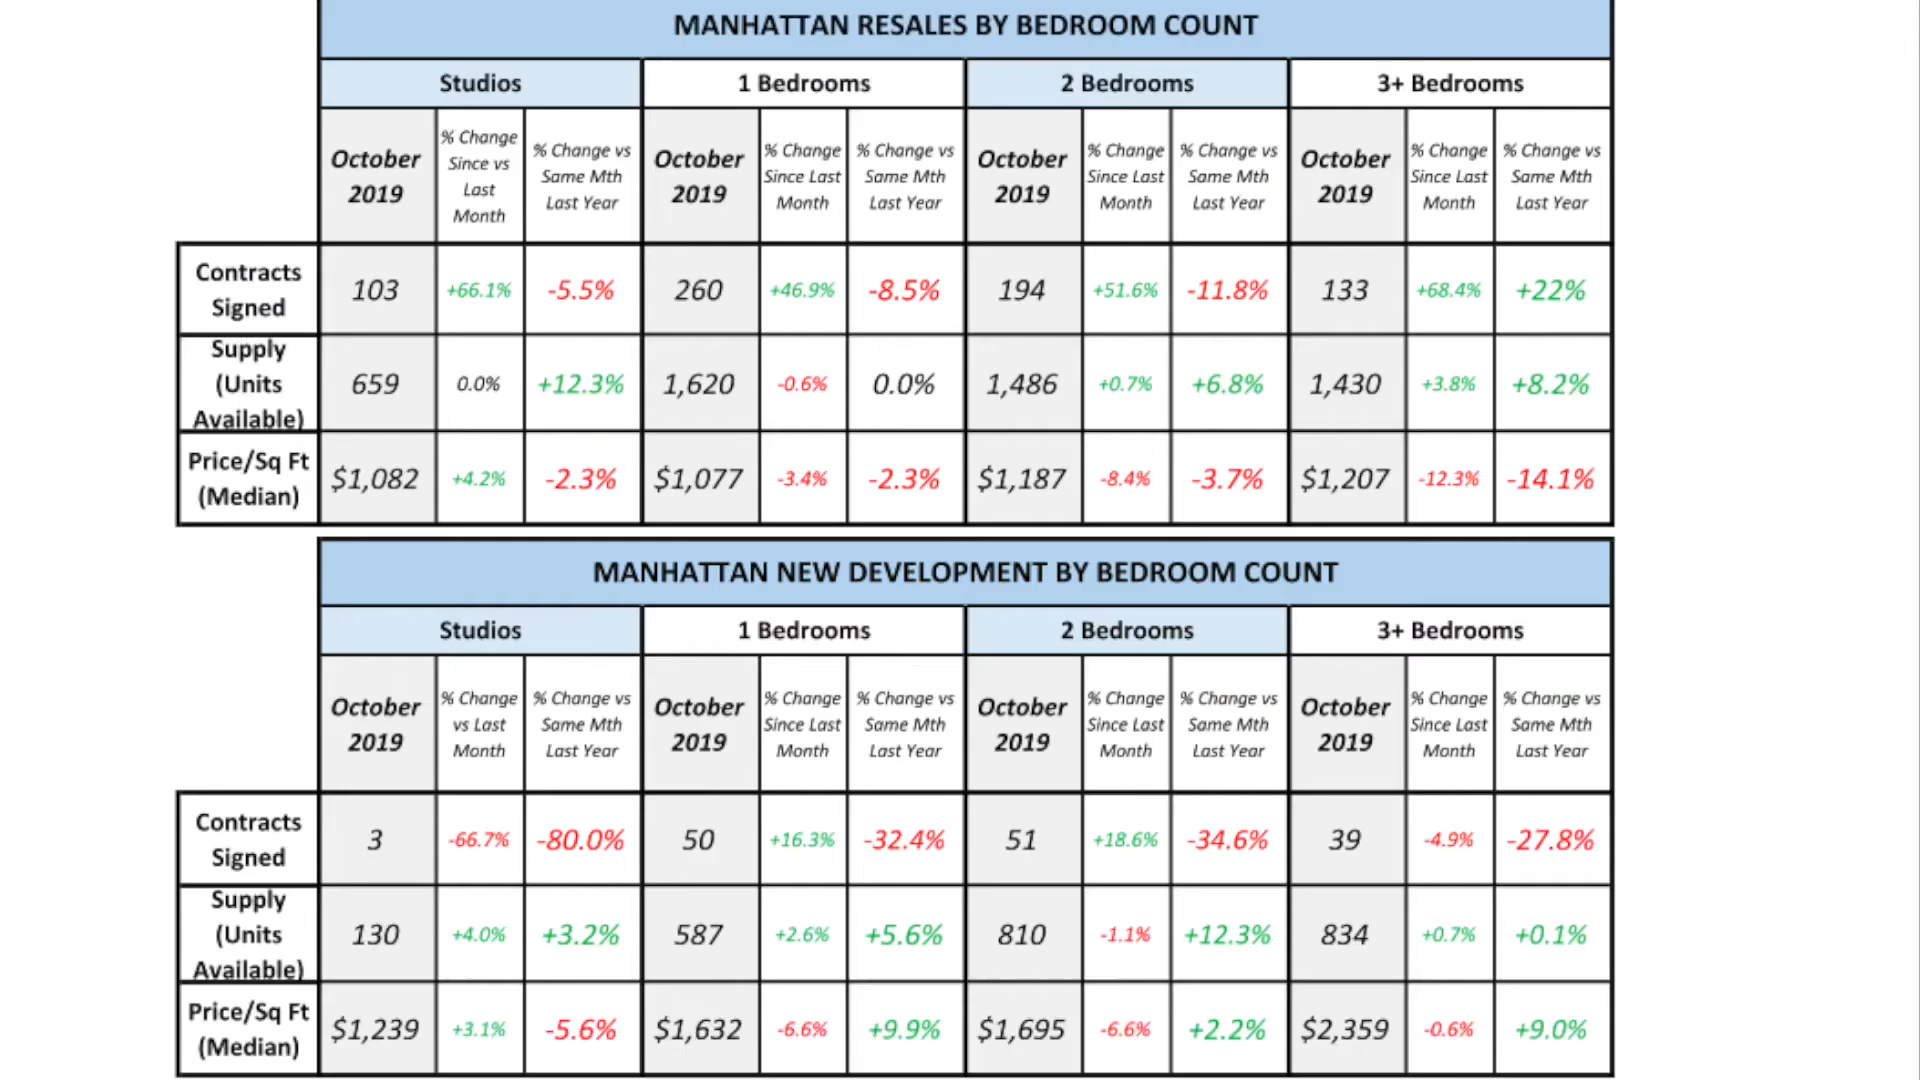 MANHATTAN RESALES BY BEDROOM COUNT
Studios 1 Bedrooms 2 Bedrooms 3+ Bedrooms
October 2019 % Change Since vs Last Month % Change vs Same Mth Last Year October 2019 % Change Since Last Month % Change vs Same Mth Last Year October 2019 % Change Since Last Month % Change vs Same Mth Last Year October 2019 % Change Since Last Month % Change vs Same Mth Last Year
Contracts Signed 103 +66.1% -5.5% 260 +46.9% -8.5% 194 +51.6% -11.8% 133 +68.4% +22%
Supply (Units Available) 659 0.0% +12.3% 1,620 -0.6% 0.0% 1,486 +0.7% +6.8% 1,430 +3.8% +8.2%
Price/Sq Ft (Median) $1,082 +4.2% -2.3% $1,077 -3.4% -2.3% $1,187 -8.4% -3.7% $1,207 -12.3% -14.1%
MANHATTAN NEW DEVELOPMENT BY BEDROOM COUNT
Studios 1 Bedrooms 2 Bedrooms 3+ Bedrooms
October 2019 % Change vs Last Month % Change vs Same Mth Last Year October 2019 % Change Since Last Month % Change vs Same Mth Last Year October 2019 % Change Since Last Month % Change vs Same Mth Last Year October 2019 % Change Since Last Month % Change vs Same Mth Last Year
Contracts Signed 3 -66.7% -80.0% 50 +16.3% -32.4% 51 +18.6% -34.6% 39 -4.9% -27.8%
Supply (Units Available) 130 +4.0% +3.2% 587 +2.6% +5.6% 810 -1.1% +12.3% 834 +0.7% +0.1%
Price/Sq Ft (Median) $1,239 +3.1% -5.6% $1,632 -6.6% +9.9% $1,695 -6.6% +2.2% $2,359 -0.6% +9.0%